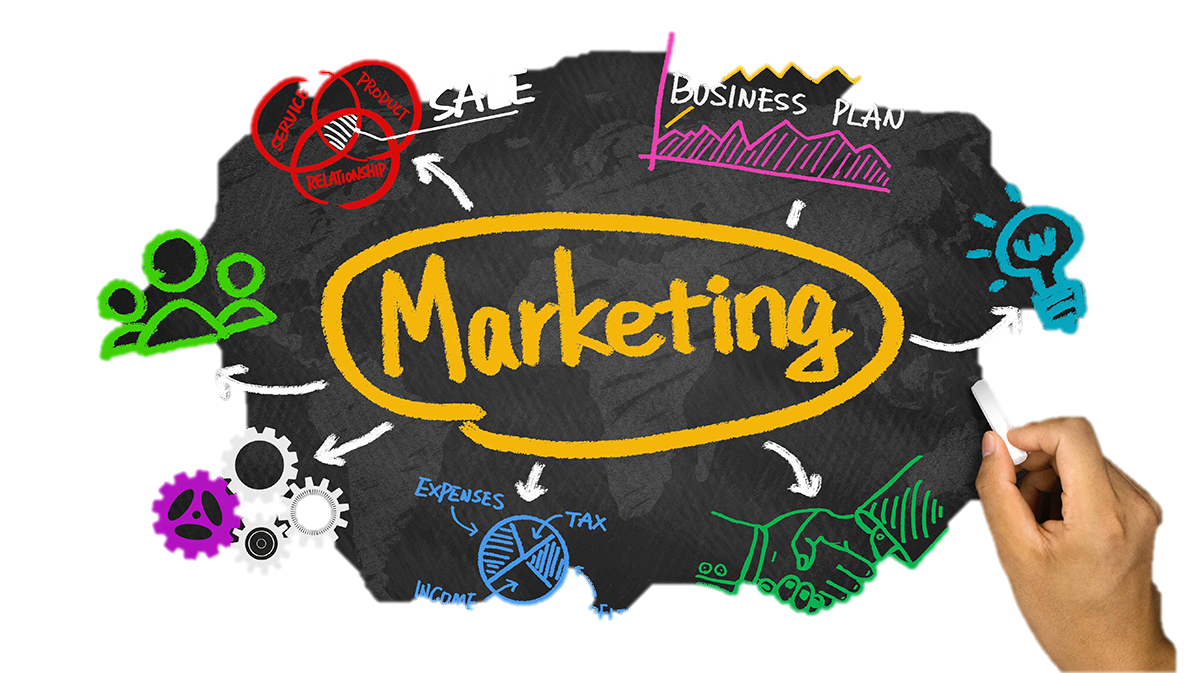 SALE
SERVICE
PRODUCT
RELATIONSHIP
BUSINESS PLAN
Marketing
EXPENSES
TAX
INCOME